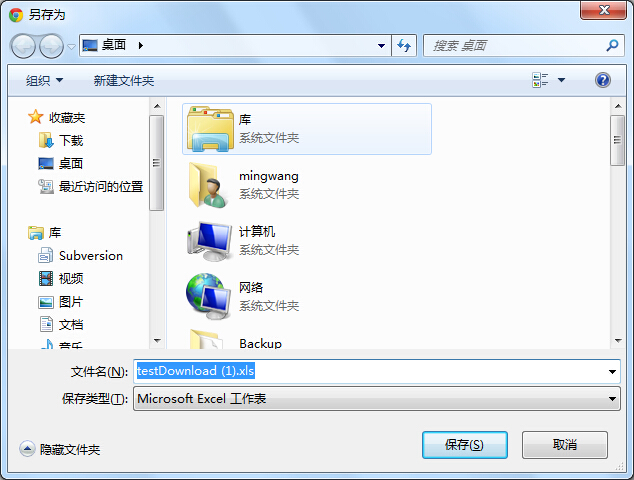 另存为
桌面
搜索 桌面
组织 新建文件夹
收藏夹
下载
桌面
最近访问的位置
库
Subversion
视频
图片
文档
音乐
库
系统文件夹
mingwang
系统文件夹
计算机
系统文件夹
网络
系统文件夹
Backup
文件名(N): testDownload (1).xls
保存类型(T): Microsoft Excel 工作表
隐藏文件夹 保存(S) 取消